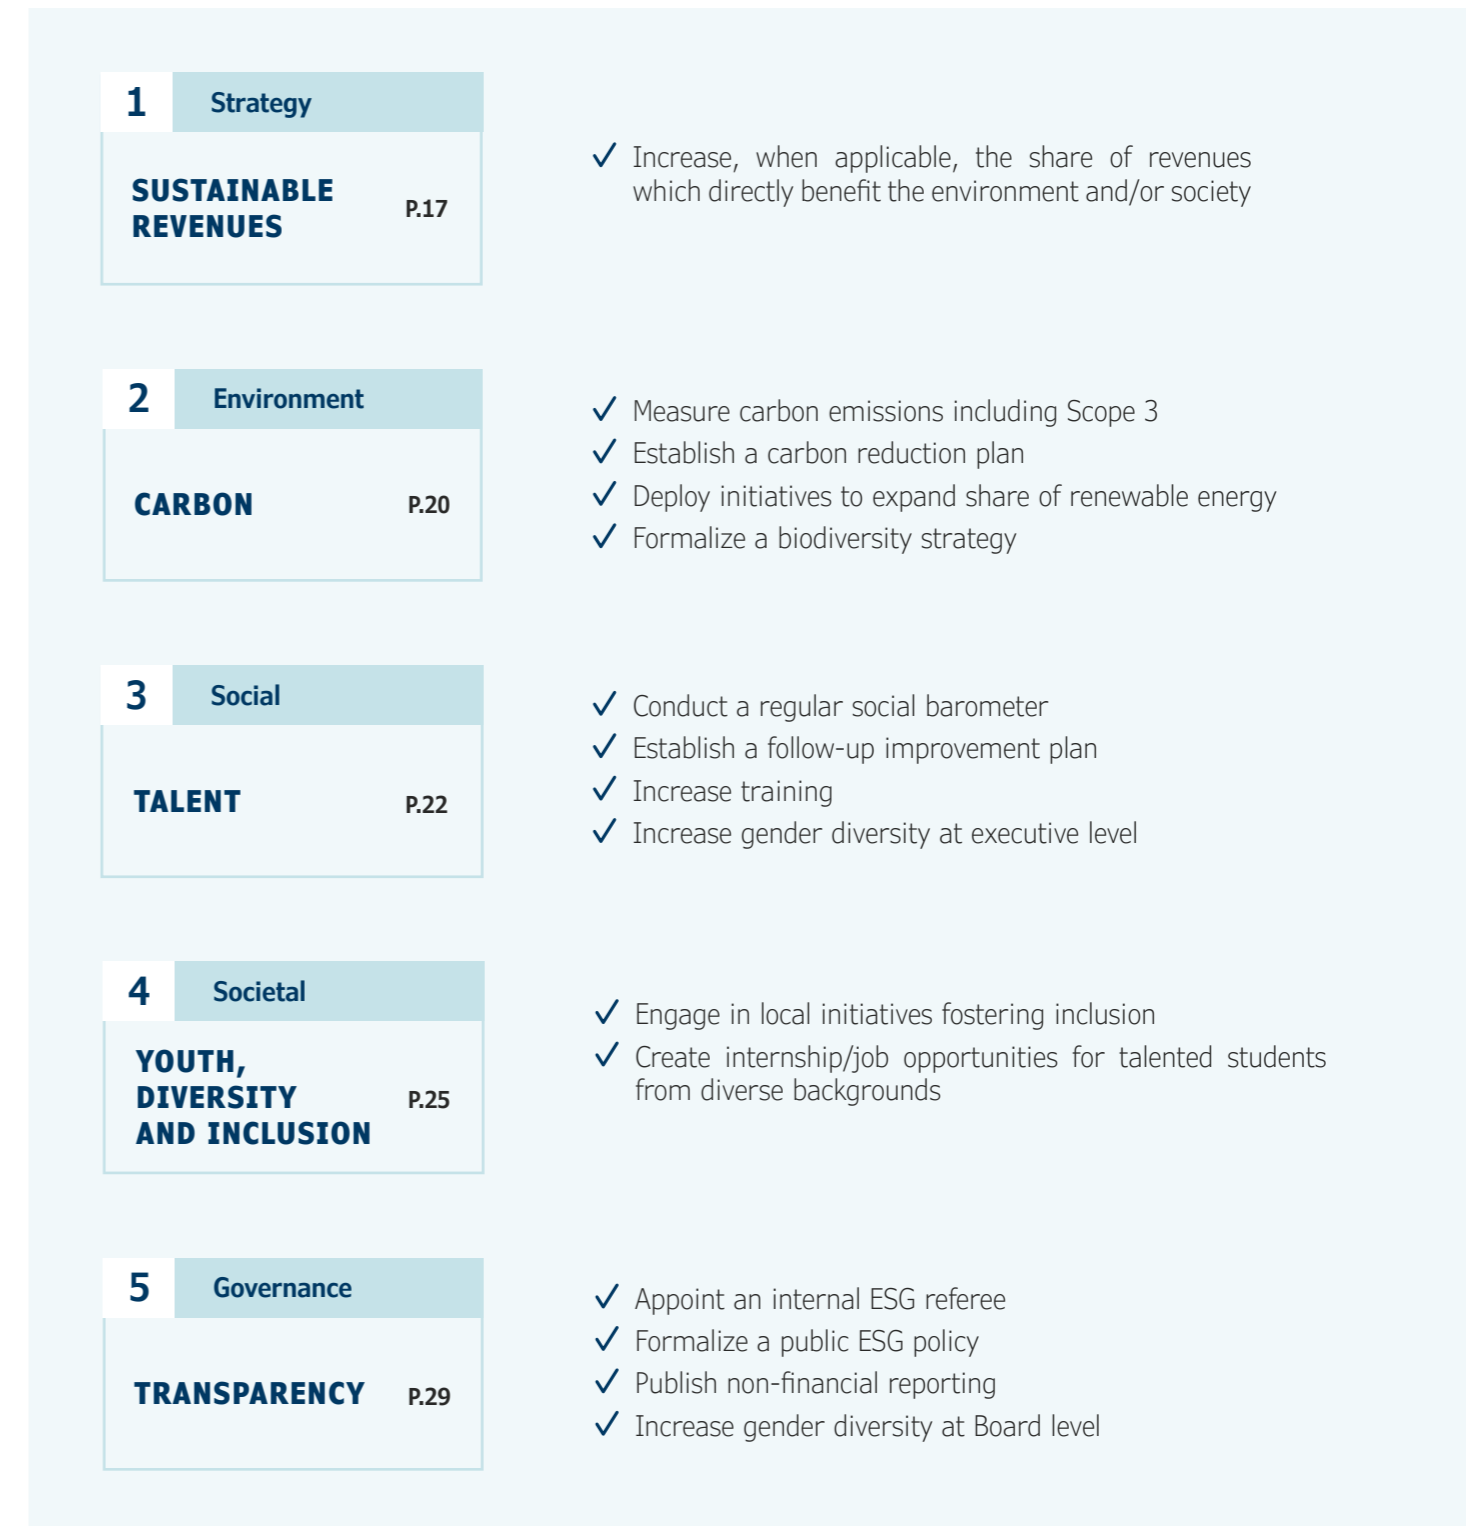 1 Strategy
SUSTAINABLE
REVENUES
P.17
✓ Increase, when applicable, the share of revenues
which directly benefit the environment and/or society
2 Environment
CARBON P.20
✓ Measure carbon emissions including Scope 3
✓ Establish a carbon reduction plan
✓ Deploy initiatives to expand share of renewable energy
✓ Formalize a biodiversity strategy
3 Social
TALENT P.22
✓ Conduct a regular social barometer
✓ Establish a follow-up improvement plan
✓ Increase training
✓ Increase gender diversity at executive level
4 Societal
YOUTH,
DIVERSITY P.25
AND INCLUSION
✓ Engage in local initiatives fostering inclusion
✓ Create internship/job opportunities for talented students
from diverse backgrounds
5 Governance
TRANSPARENCY P.29
✓ Appoint an internal ESG referee
✓ Formalize a public ESG policy
✓ Publish non-financial reporting
✓ Increase gender diversity at Board level